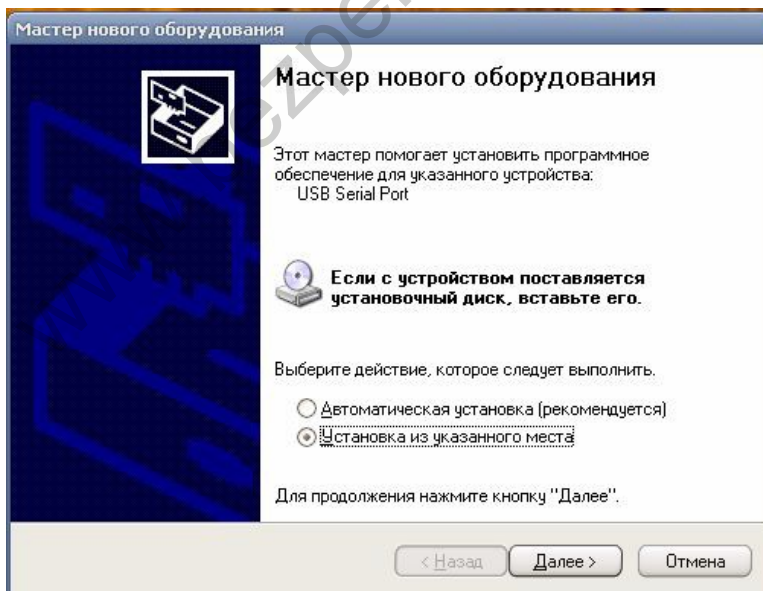 Мастер нового оборудования
Мастер нового оборудования
Этот мастер помогает установить программное
обеспечение для указанного устройства:
USB Serial Port
Если с устройством поставляется
установочный диск, вставьте его.
Выберите действие, которое следует выполнить.
Автоматическая установка (рекомендуется)
Установка из указанного места
Для продолжения нажмите кнопку "Далее".
< Назад Далее > Отмена